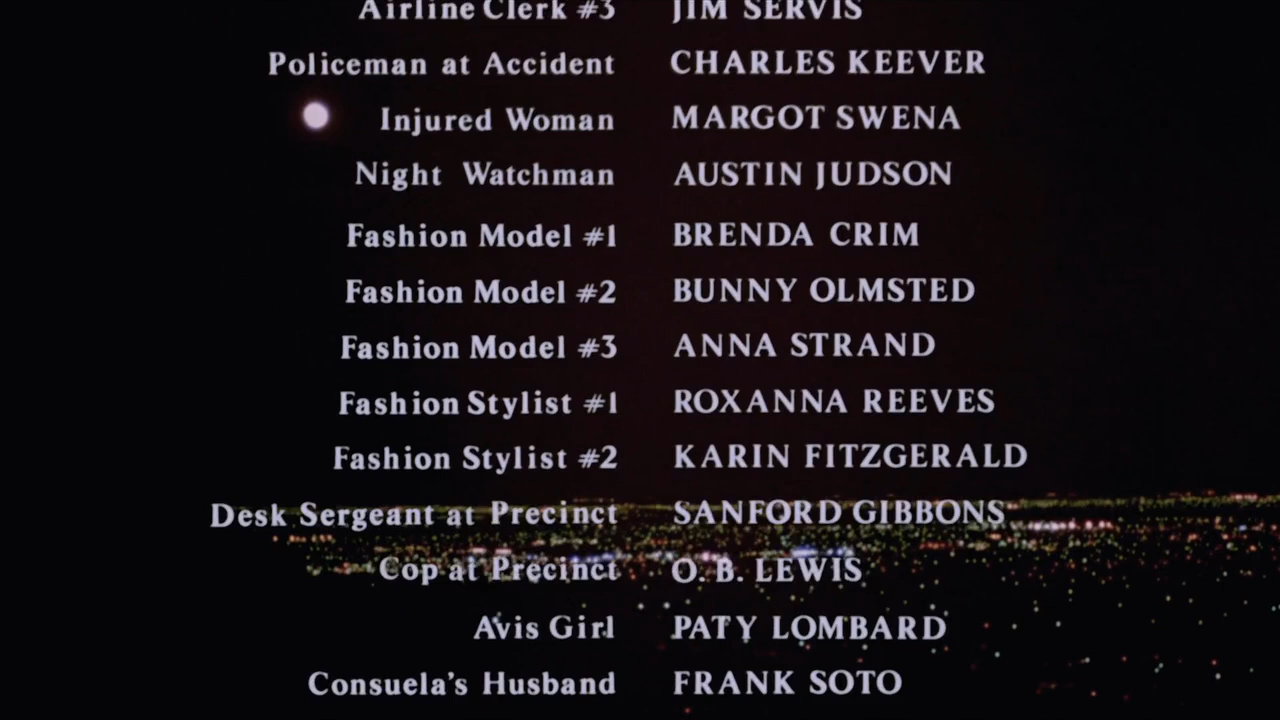 Airline Clerk #3 JIM SERVIS
Policeman at Accident CHARLES KEEVER
Injured Woman MARGOT SWENA
Night Watchman AUSTIN JUDSON
Fashion Model #1 BRENDA CRIM
Fashion Model #2 BUNNY OLMSTED
Fashion Model #3 ANNA STRAND
Fashion Stylist #1 ROXANNA REEVES
Fashion Stylist #2 KARIN FITZGERALD
Desk Sergeant at Precinct SANFORD GIBBONS
Cop at Precinct O. B. LEWIS
Avis Girl PATY LOMBARD
Consuela's Husband FRANK SOTO